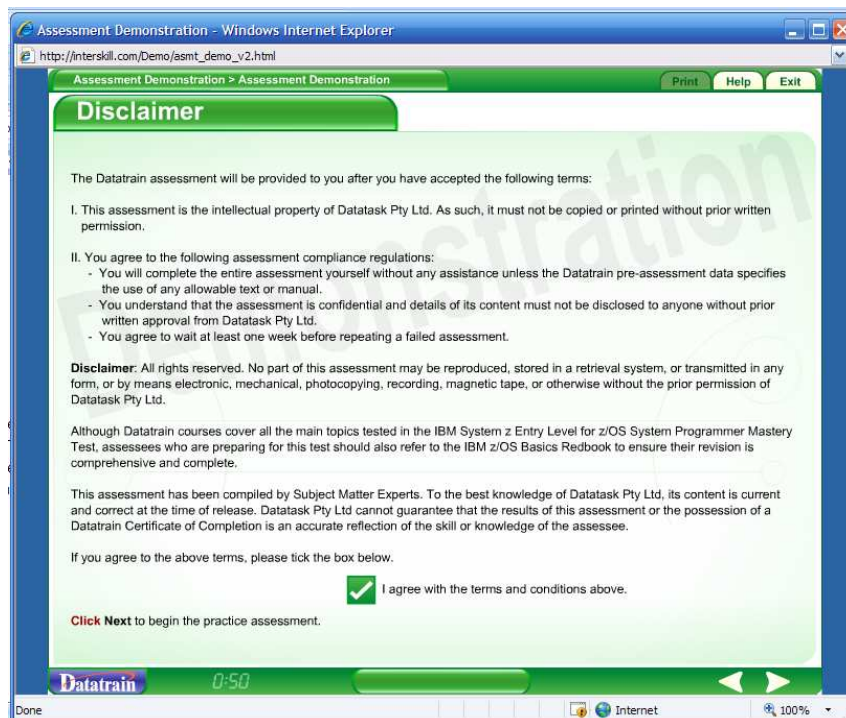 Assessment Demonstration - Windows Internet Explorer
http://interskill.com/Demo/asmt_demo_v2.html
Assessment Demonstration > Assessment Demonstration
Print Help Exit
Disclaimer
Demonstration
The Datatrain assessment will be provided to you after you have accepted the following terms:
I. This assessment is the intellectual property of Datatask Pty Ltd. As such, it must not be copied or printed without prior written
permission.
II. You agree to the following assessment compliance regulations:
- You will complete the entire assessment yourself without any assistance unless the Datatrain pre-assessment data specifies
the use of any allowable text or manual.
- You understand that the assessment is confidential and details of its content must not be disclosed to anyone without prior
written approval from Datatask Pty Ltd.
- You agree to wait at least one week before repeating a failed assessment.
Disclaimer: All rights reserved. No part of this assessment may be reproduced, stored in a retrieval system, or transmitted in any
form, or by means electronic, mechanical, photocopying, recording, magnetic tape, or otherwise without the prior permission of
Datatask Pty Ltd.
Although Datatrain courses cover all the main topics tested in the IBM System z Entry Level for z/OS System Programmer Mastery
Test, assessees who are preparing for this test should also refer to the IBM z/OS Basics Redbook to ensure their revision is
comprehensive and complete.
This assessment has been compiled by Subject Matter Experts. To the best knowledge of Datatask Pty Ltd, its content is current
and correct at the time of release. Datatask Pty Ltd cannot guarantee that the results of this assessment or the possession of a
Datatrain Certificate of Completion is an accurate reflection of the skill or knowledge of the assessee.
If you agree to the above terms, please tick the box below.
I agree with the terms and conditions above.
Click Next to begin the practice assessment.
Datatrain 0:50
Done Internet 100%